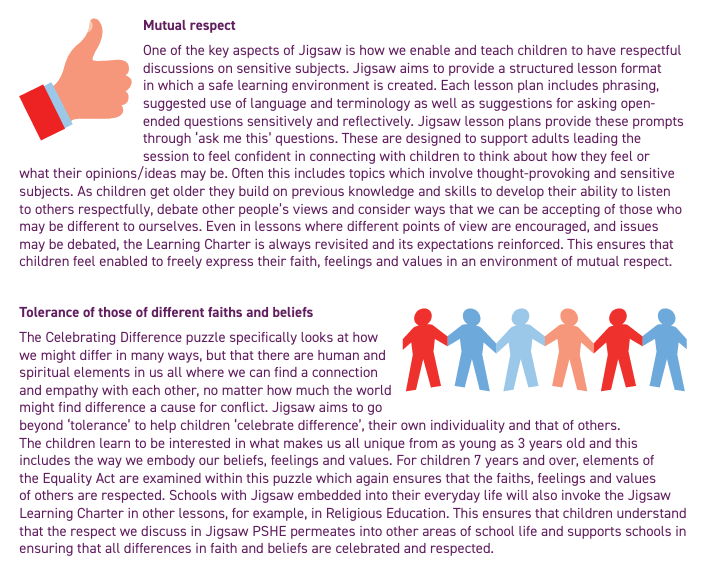 Mutual respect
One of the key aspects of Jigsaw is how we enable and teach children to have respectful
discussions on sensitive subjects. Jigsaw aims to provide a structured lesson format
in which a safe learning environment is created. Each lesson plan includes phrasing,
suggested use of language and terminology as well as suggestions for asking open-
ended questions sensitively and reflectively. Jigsaw lesson plans provide these prompts
through ‘ask me this’ questions. These are designed to support adults leading the
session to feel confident in connecting with children to think about how they feel or
what their opinions/ideas may be. Often this includes topics which involve thought-provoking and sensitive
subjects. As children get older they build on previous knowledge and skills to develop their ability to listen
to others respectfully, debate other people’s views and consider ways that we can be accepting of those who
may be different to ourselves. Even in lessons where different points of view are encouraged, and issues
may be debated, the Learning Charter is always revisited and its expectations reinforced. This ensures that
children feel enabled to freely express their faith, feelings and values in an environment of mutual respect.
Tolerance of those of different faiths and beliefs
The Celebrating Difference puzzle specifically looks at how
we might differ in many ways, but that there are human and
spiritual elements in us all where we can find a connection
and empathy with each other, no matter how much the world
might find difference a cause for conflict. Jigsaw aims to go
beyond ‘tolerance’ to help children ‘celebrate difference’, their own individuality and that of others.
The children learn to be interested in what makes us all unique from as young as 3 years old and this
includes the way we embody our beliefs, feelings and values. For children 7 years and over, elements of
the Equality Act are examined within this puzzle which again ensures that the faiths, feelings and values
of others are respected. Schools with Jigsaw embedded into their everyday life will also invoke the Jigsaw
Learning Charter in other lessons, for example, in Religious Education. This ensures that children understand
that the respect we discuss in Jigsaw PSHE permeates into other areas of school life and supports schools in
ensuring that all differences in faith and beliefs are celebrated and respected.